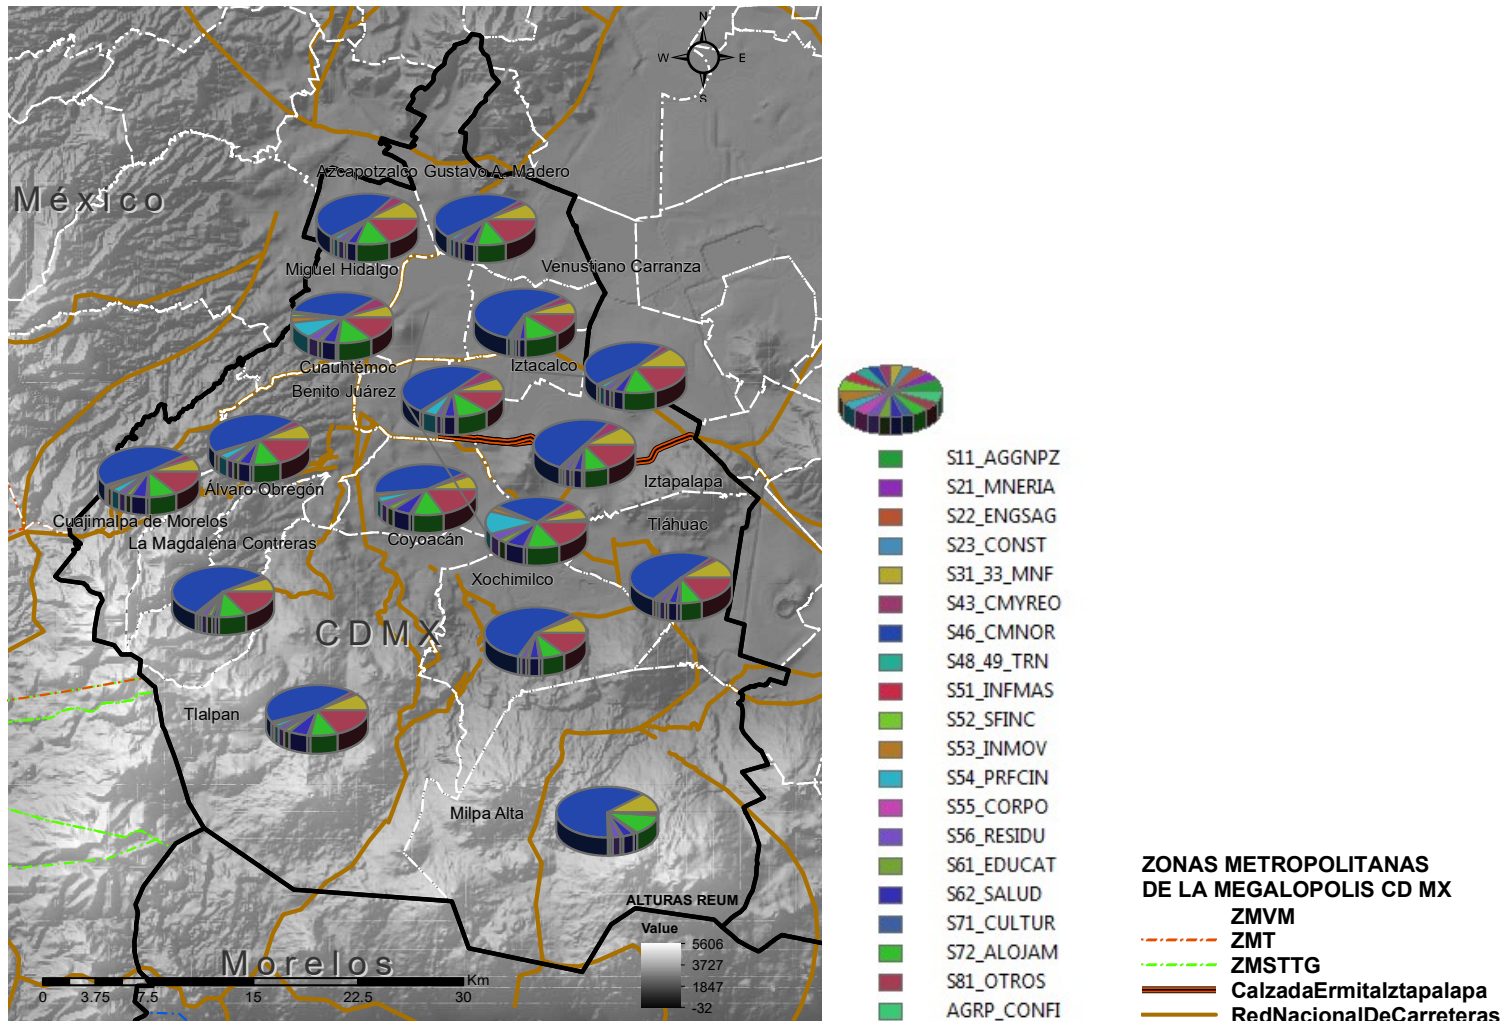 N
W E
S
Azcapotzalco Gustavo A. Madero
México
Miguel Hidalgo
Venustiano Carranza
Cuauhtémoc
Iztacalco
Benito Juárez
Iztapalapa
Álvaro Obregón
Cuajimalpa de Morelos
Tláhuac
La Magdalena Contreras
Coyoacán
Xochimilco
CDMX
Tlalpan
Milpa Alta
ALTURAS REUM
Value
5606
3727
1847
-32
Morelos
Km
0 3.75 7.5 15 22.5 30
S11_AGGNPZ
S21_MNERIA
S22_ENGSAG
S23_CONST
S31_33_MNF
S43_CMYREO
S46_CMNOR
S48_49_TRN
S51_INFMAS
S52_SFINC
S53_INMOV
S54_PRFCIN
S55_CORPO
S56_RESIDU
S61_EDUCAT
S62_SALUD
S71_CULTUR
S72_ALOJAM
S81_OTROS
AGRP_CONFI
ZONAS METROPOLITANAS
DE LA MEGALOPOLIS CD MX
ZMVM
ZMT
ZMSTTG
CalzadaErmitaIztapalapa
RedNacionalDeCarreteras